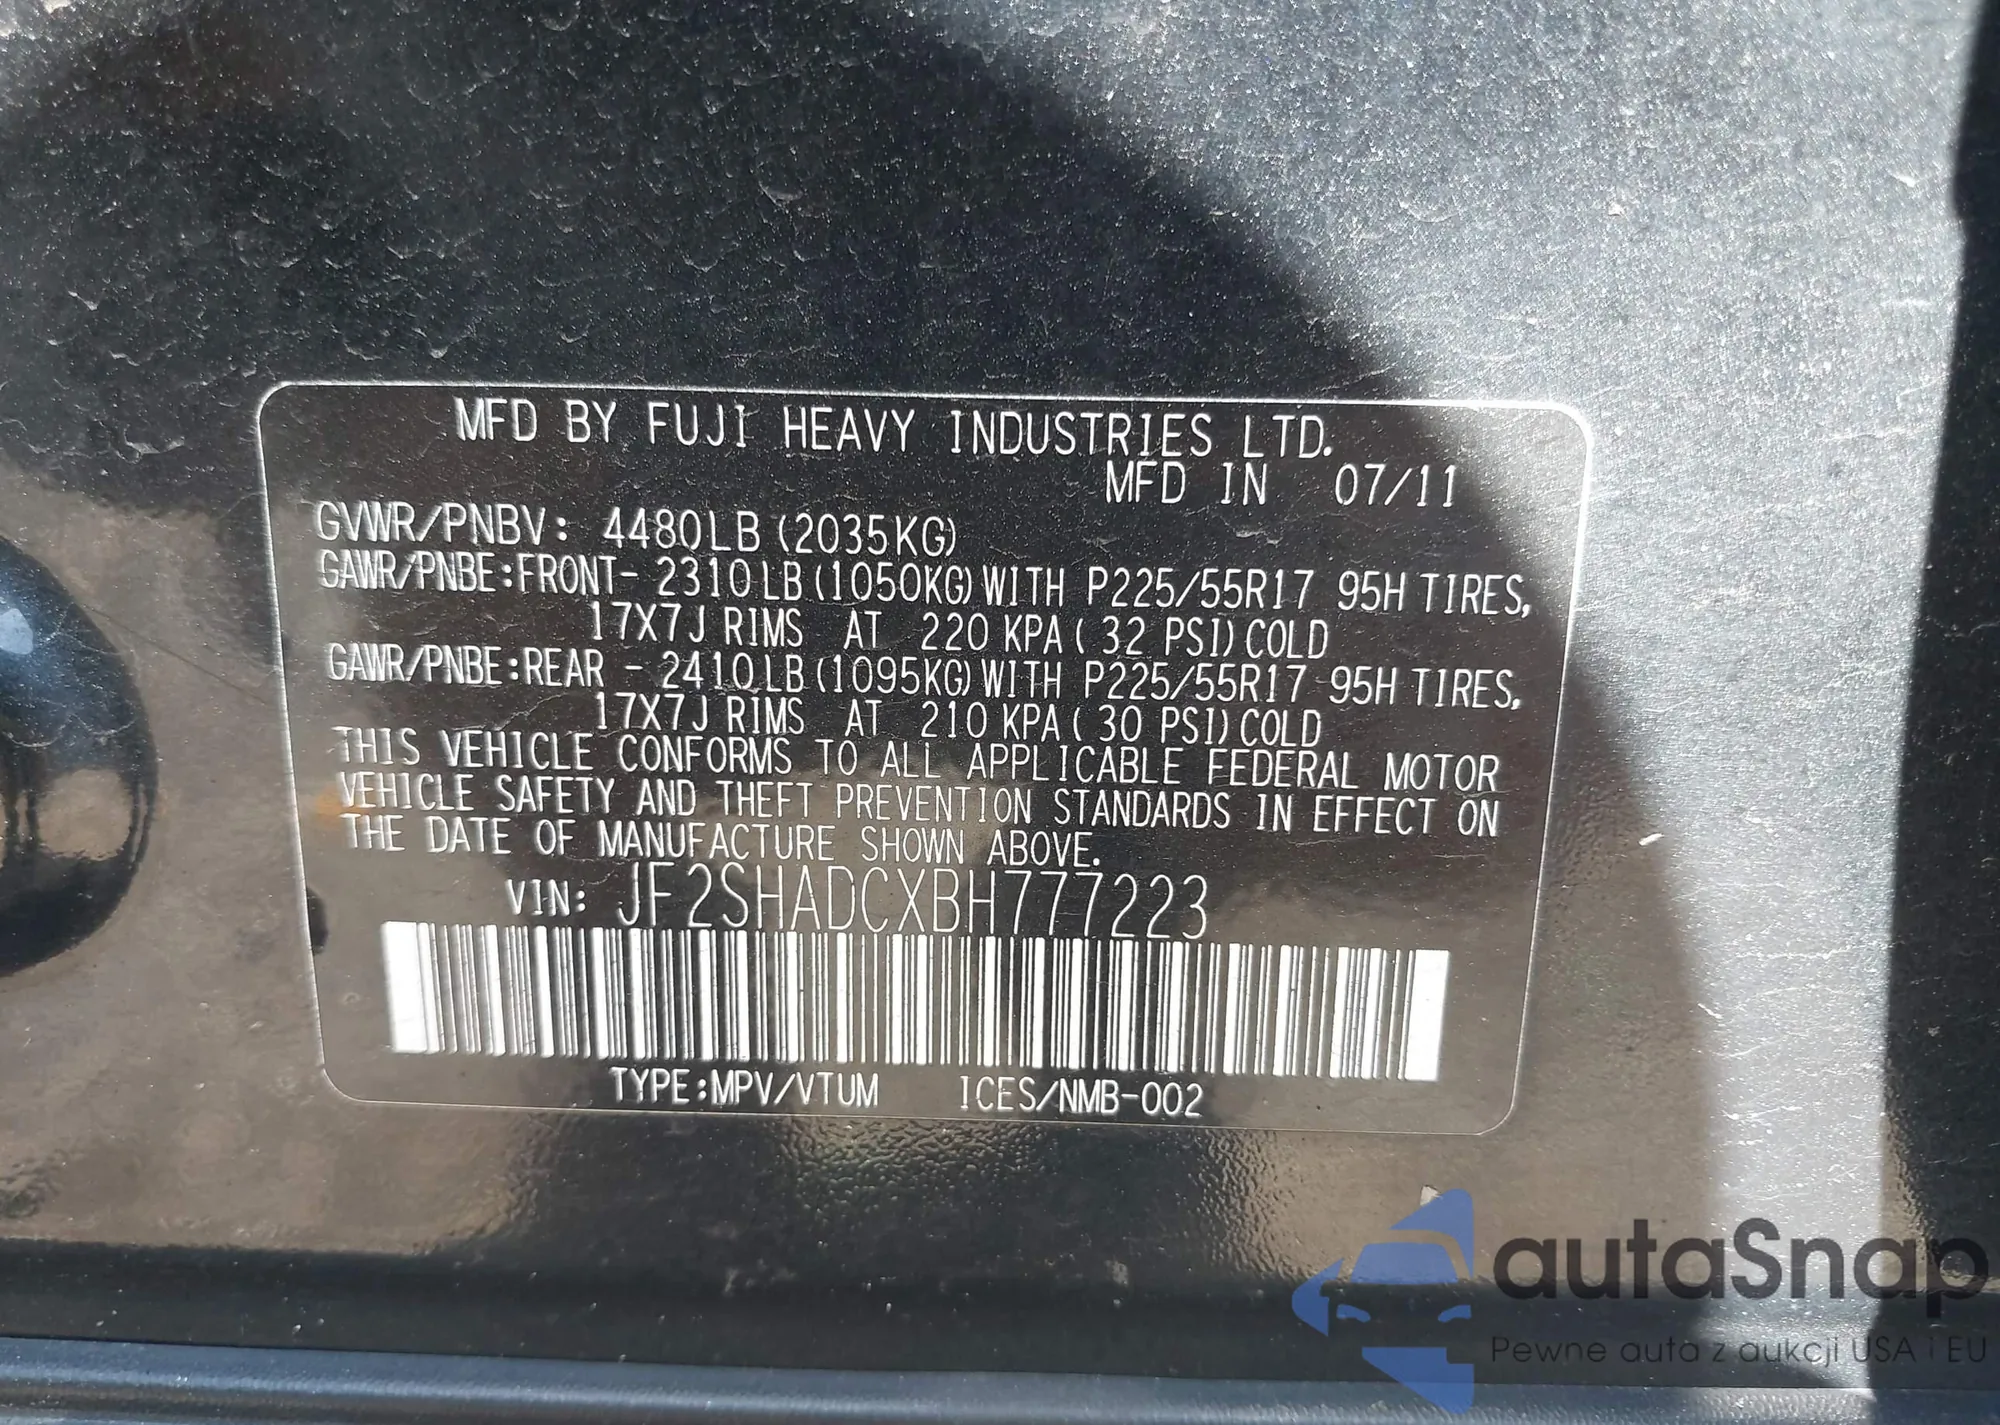 MFD BY FUJI HEAVY INDUSTRIES LTD.
MFD IN 07/11
GVWR/PNBV: 4480LB (2035KG)
GAWR/PNBE:FRONT- 2310LB (1050KG) WITH P225/55R17 95H TIRES,
17X7J RIMS AT 220 KPA ( 32 PSI) COLD
GAWR/PNBE:REAR - 2410LB (1095KG) WITH P225/55R17 95H TIRES,
17X7J RIMS AT 210 KPA ( 30 PSI) COLD
THIS VEHICLE CONFORMS TO ALL APPLICABLE FEDERAL MOTOR
VEHICLE SAFETY AND THEFT PREVENTION STANDARDS IN EFFECT ON
THE DATE OF MANUFACTURE SHOWN ABOVE.
VIN: JF2SHADCXBH777223
TYPE:MPV/VTUM ICES/NMB-002
autaSnap
Pewne auta z aukcji USA i EU